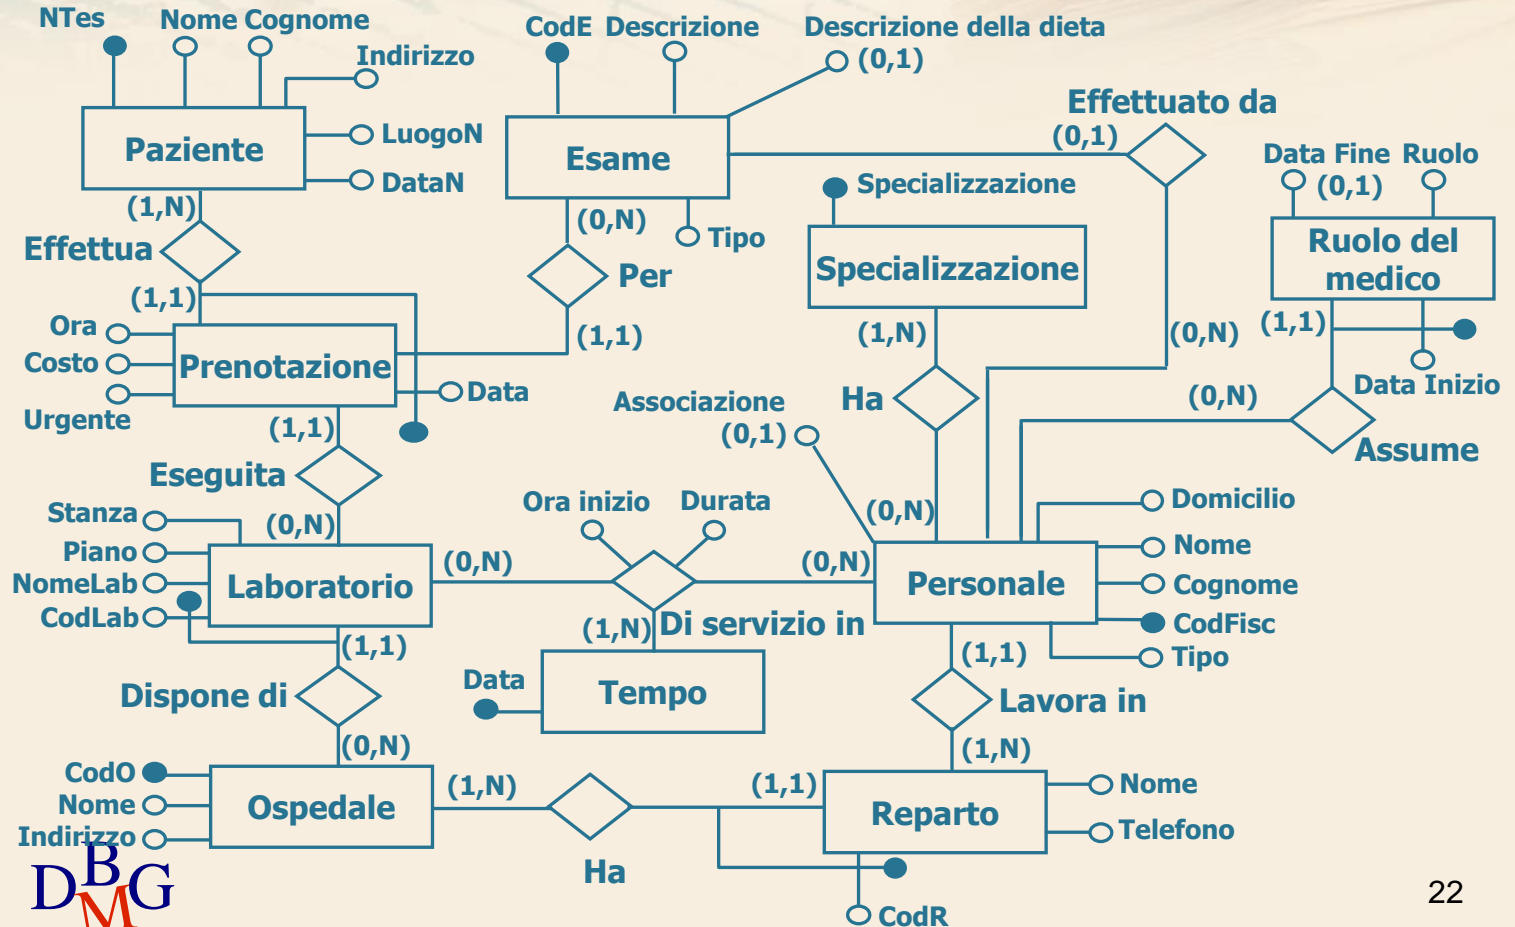 NTes
Nome Cognome
Indirizzo
Paziente
LuogoN
DataN
(1,N)
Effettua
(1,1)
CodE Descrizione
Descrizione della dieta
(0,1)
Esame
(0,N)
Tipo
Per
(1,1)
Effettuato da
(0,1)
(0,N)
Specializzazione
Specializzazione
(1,N)
Ha
(0,N)
Data Fine Ruolo
(0,1)
Ruolo del
medico
(1,1)
Data Inizio
(0,N)
Assume
Ora
Costo
Urgente
Prenotazione
Data
(1,1)
Eseguita
(0,N)
Associazione
(0,1)
Stanza
Piano
NomeLab
CodLab
Laboratorio
(0,N)
Ora inizio
Durata
(0,N)
Di servizio in
(1,N)
Data
Tempo
Personale
Domicilio
Nome
Cognome
CodFisc
Tipo
(1,1)
Dispone di
(0,N)
(1,1)
Lavora in
(1,N)
CodO
Nome
Indirizzo
Ospedale
(1,N)
Ha
(1,1)
Reparto
Nome
Telefono
CodR
DBMG
22